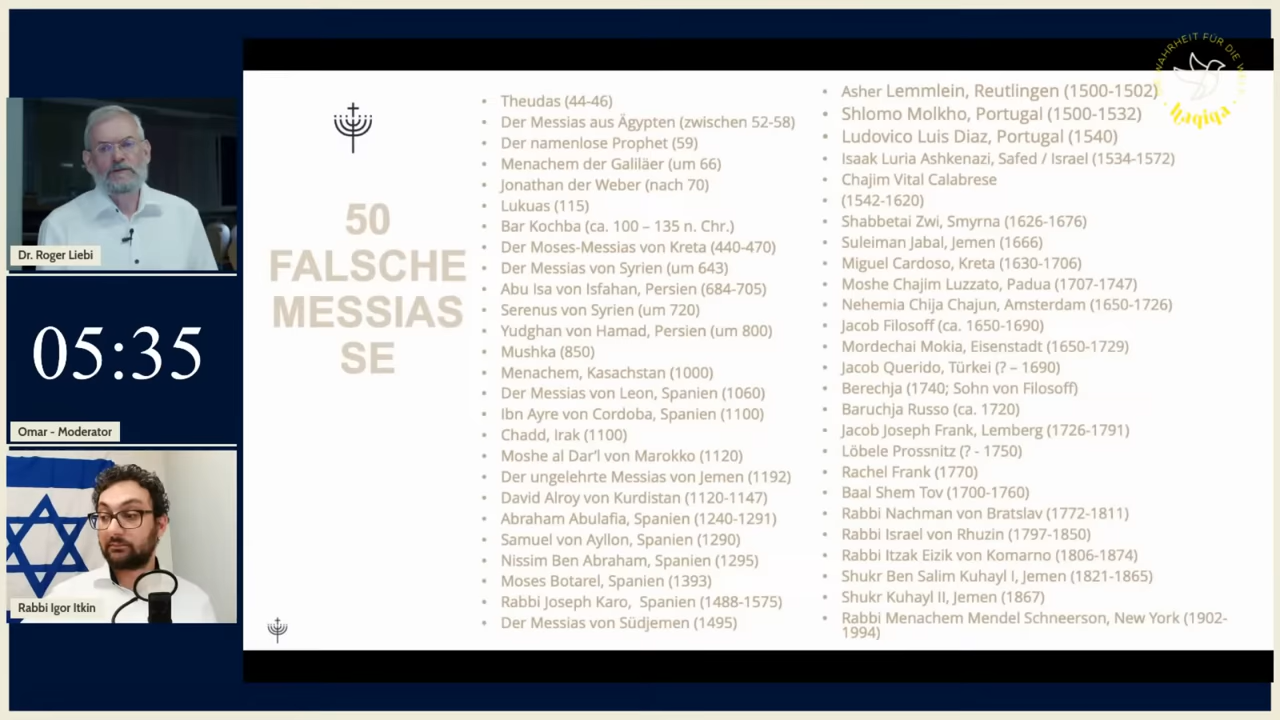 WAHRHEIT FÜR DIE
Haqiqa
50
FALSCHE
MESSIAS
SE
• Theudas (44-46)
• Der Messias aus Ägypten (zwischen 52-58)
• Der namenlose Prophet (59)
• Menachem der Galiläer (um 66)
• Jonathan der Weber (nach 70)
• Lukuas (115)
• Bar Kochba (ca. 100 – 135 n. Chr.)
• Der Moses-Messias von Kreta (440-470)
• Der Messias von Syrien (um 643)
• Abu Isa von Isfahan, Persien (684-705)
• Serenus von Syrien (um 720)
• Yudghan von Hamad, Persien (um 800)
• Mushka (850)
• Menachem, Kasachstan (1000)
• Der Messias von Leon, Spanien (1060)
• Ibn Ayre von Cordoba, Spanien (1100)
• Chadd, Irak (1100)
• Moshe al Dar'l von Marokko (1120)
• Der ungelehrte Messias von Jemen (1192)
• David Alroy von Kurdistan (1120-1147)
• Abraham Abulafia, Spanien (1240-1291)
• Samuel von Ayllon, Spanien (1290)
• Nissim Ben Abraham, Spanien (1295)
• Moses Botarel, Spanien (1393)
• Rabbi Joseph Karo, Spanien (1488-1575)
• Der Messias von Südjemen (1495)
• Asher Lemmlein, Reutlingen (1500-1502)
• Shlomo Molkho, Portugal (1500-1532)
• Ludovico Luis Diaz, Portugal (1540)
• Isaak Luria Ashkenazi, Safed / Israel (1534-1572)
• Chajim Vital Calabrese
• (1542-1620)
• Shabbetai Zwi, Smyrna (1626-1676)
• Suleiman Jabal, Jemen (1666)
• Miguel Cardoso, Kreta (1630-1706)
• Moshe Chajim Luzzato, Padua (1707-1747)
• Nehemia Chija Chajun, Amsterdam (1650-1726)
• Jacob Filosoff (ca. 1650-1690)
• Mordechai Mokia, Eisenstadt (1650-1729)
• Jacob Querido, Türkei (? – 1690)
• Berechja (1740; Sohn von Filosoff)
• Baruchja Russo (ca. 1720)
• Jacob Joseph Frank, Lemberg (1726-1791)
• Löbele Prossnitz (? - 1750)
• Rachel Frank (1770)
• Baal Shem Tov (1700-1760)
• Rabbi Nachman von Bratslav (1772-1811)
• Rabbi Israel von Rhuzin (1797-1850)
• Rabbi Itzak Eizik von Komarno (1806-1874)
• Shukr Ben Salim Kuhayl I, Jemen (1821-1865)
• Shukr Kuhayl II, Jemen (1867)
• Rabbi Menachem Mendel Schneerson, New York (1902-
1994)
Dr. Roger Liebi
05:35
Omar - Moderator
Rabbi Igor Itkin